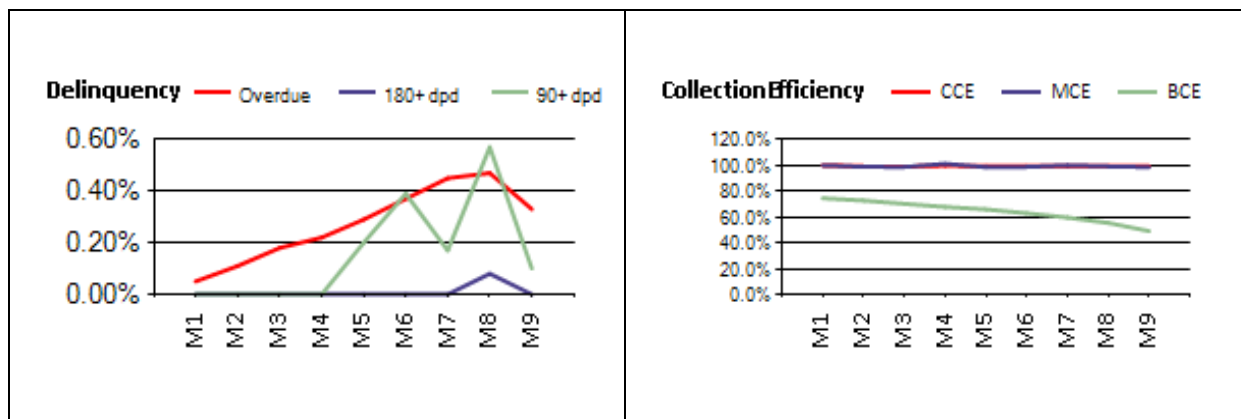 Delinquency Overdue 180+ dpd 90+ dpd
0.60%
0.40%
0.20%
0.00%
M1 M2 M3 M4 M5 M6 M7 M8 M9
Collection Efficiency CCE MCE BCE
120.0%
100.0%
80.0%
60.0%
40.0%
20.0%
0.0%
M1 M2 M3 M4 M5 M6 M7 M8 M9